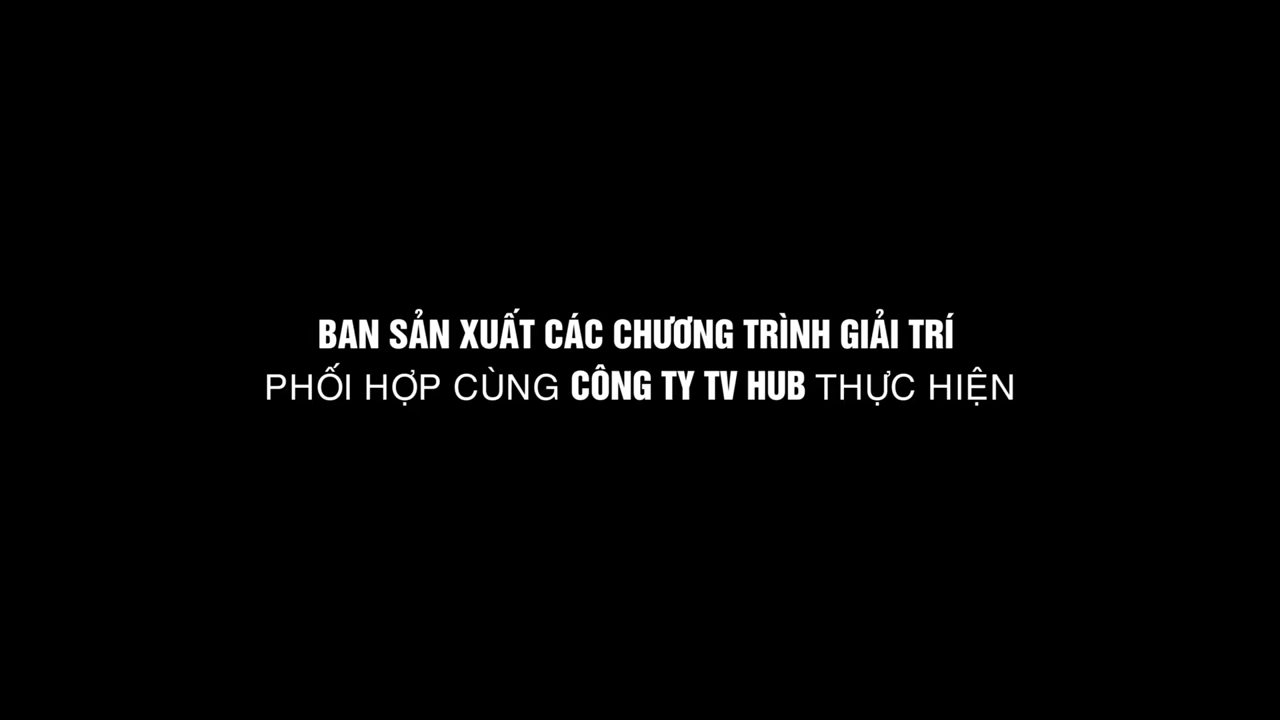 BAN SẢN XUẤT CÁC CHƯƠNG TRÌNH GIẢI TRÍ
PHỐI HỢP CÙNG CÔNG TY TV HUB THỰC HIỆN